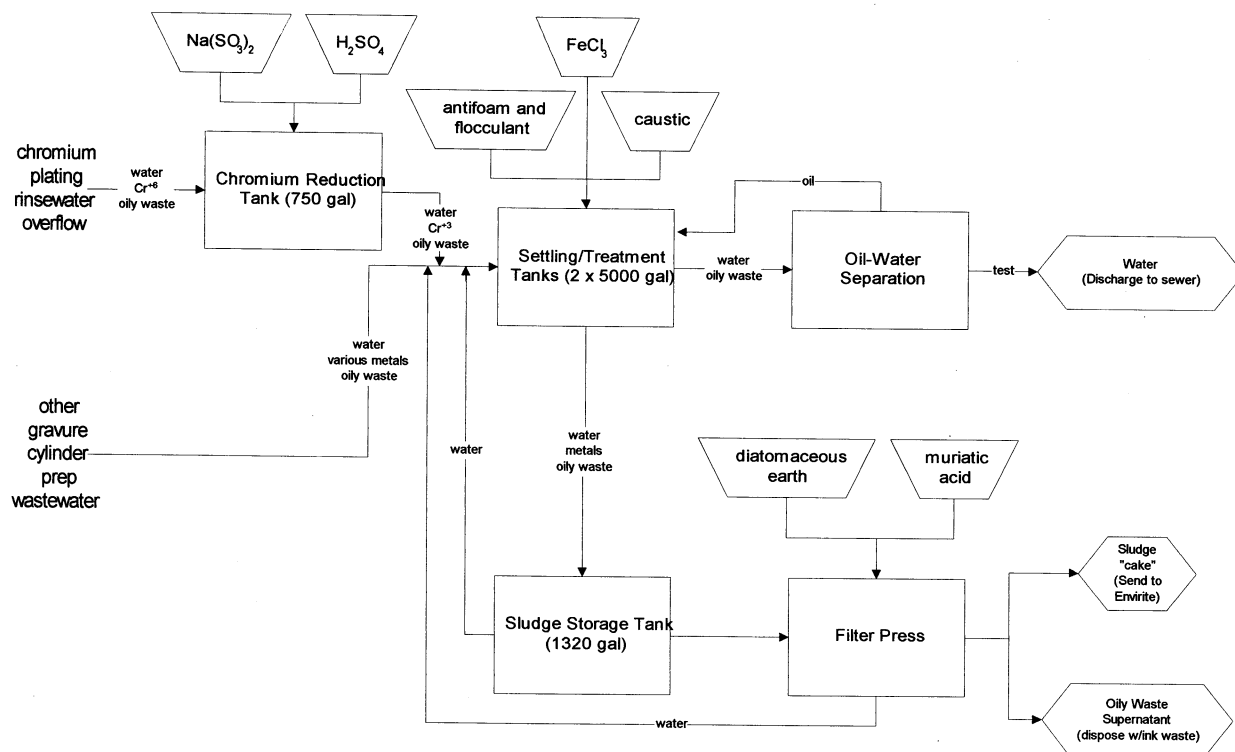 Na(SO3)2
H2SO4
FeCl3
antifoam and
flocculant
caustic
chromium
plating
rinsewater
overflow
water
Cr+6
oily waste
Chromium Reduction
Tank (750 gal)
water
Cr+3
oily waste
oil
Settling/Treatment
Tanks (2 x 5000 gal)
water
oily waste
Oil-Water
Separation
test
Water
(Discharge to sewer)
water
various metals
oily waste
other
gravure
cylinder
prep
wastewater
water
water
metals
oily waste
diatomaceous
earth
muriatic
acid
Sludge Storage Tank
(1320 gal)
Filter Press
Sludge
"cake"
(Send to
Envirite)
water
Oily Waste
Supernatant
(dispose w/ink waste)